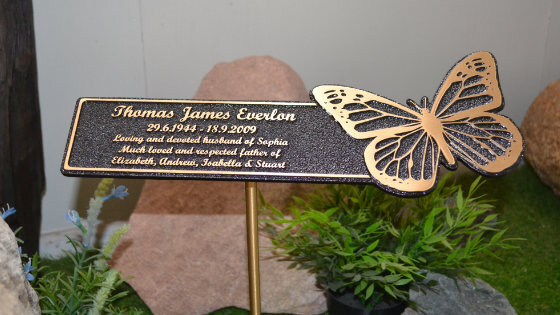 Thomas James Everlon
29.6.1944 - 18.9.2009
Loving and devoted husband of Sophia
Much loved and respected father of
Elizabeth, Andrew, Isabella & Stuart